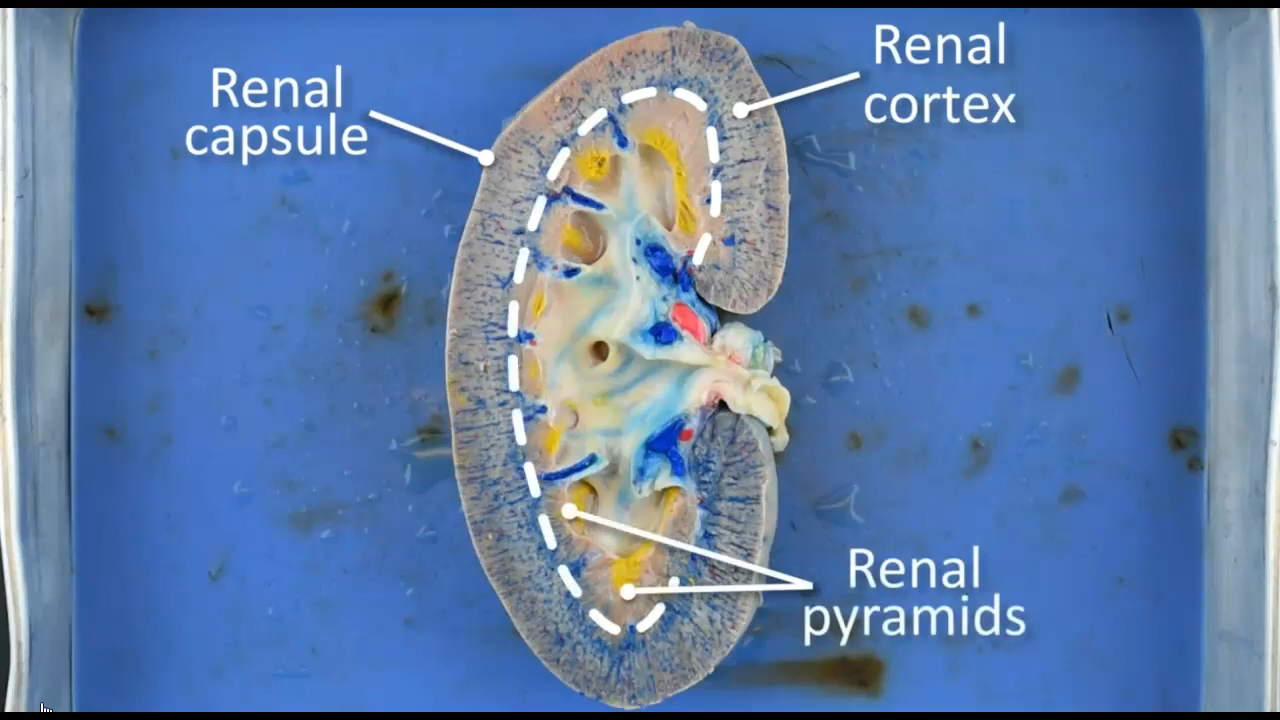 Renal
capsule
Renal
cortex
Renal
pyramids